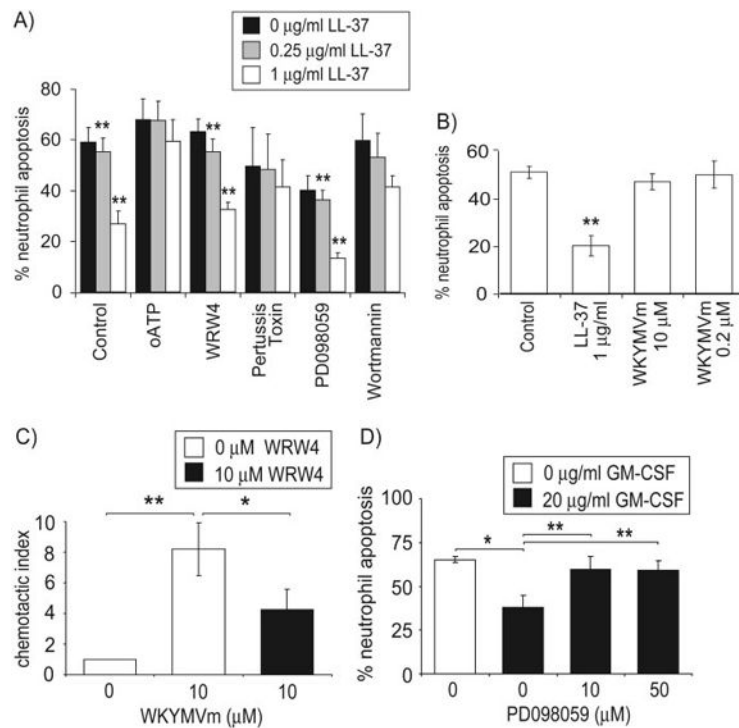 A)
0 µg/ml LL-37
0.25 µg/ml LL-37
1 µg/ml LL-37
% neutrophil apoptosis
80
60
40
20
0
** ** ** ** ** **
Control
oATP
WRW4
Pertussis
Toxin
PD098059
Wortmannin
B)
% neutrophil apoptosis
60
40
20
0
**
Control
LL-37
1 µg/ml
WKYMVm
10 µM
WKYMVm
0.2 µM
C)
0 µM WRW4
10 µM WRW4
chemotactic index
10
8
6
4
2
0
** *
0 10 10
WKYMVm (µM)
D)
0 µg/ml GM-CSF
20 µg/ml GM-CSF
% neutrophil apoptosis
100
75
50
25
0
* ** **
0 0 10 50
PD098059 (µM)